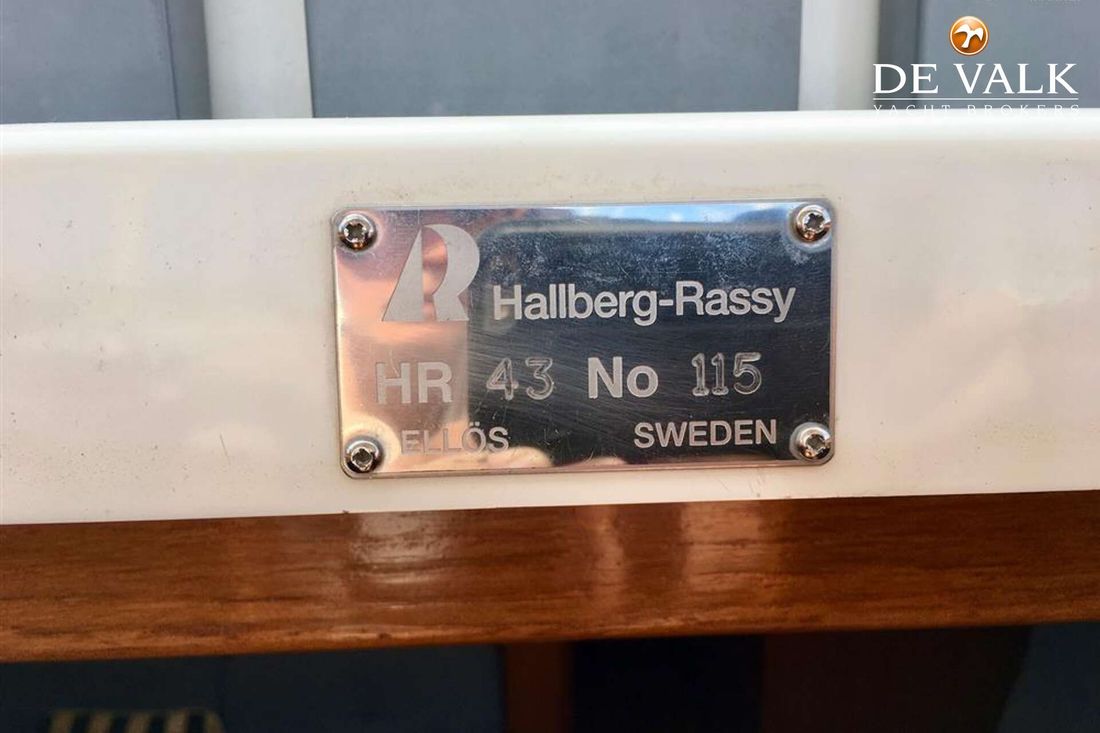 DE VALK
YACHT BROKERS
Hallberg-Rassy
HR 43 No 115
ELLÖS SWEDEN